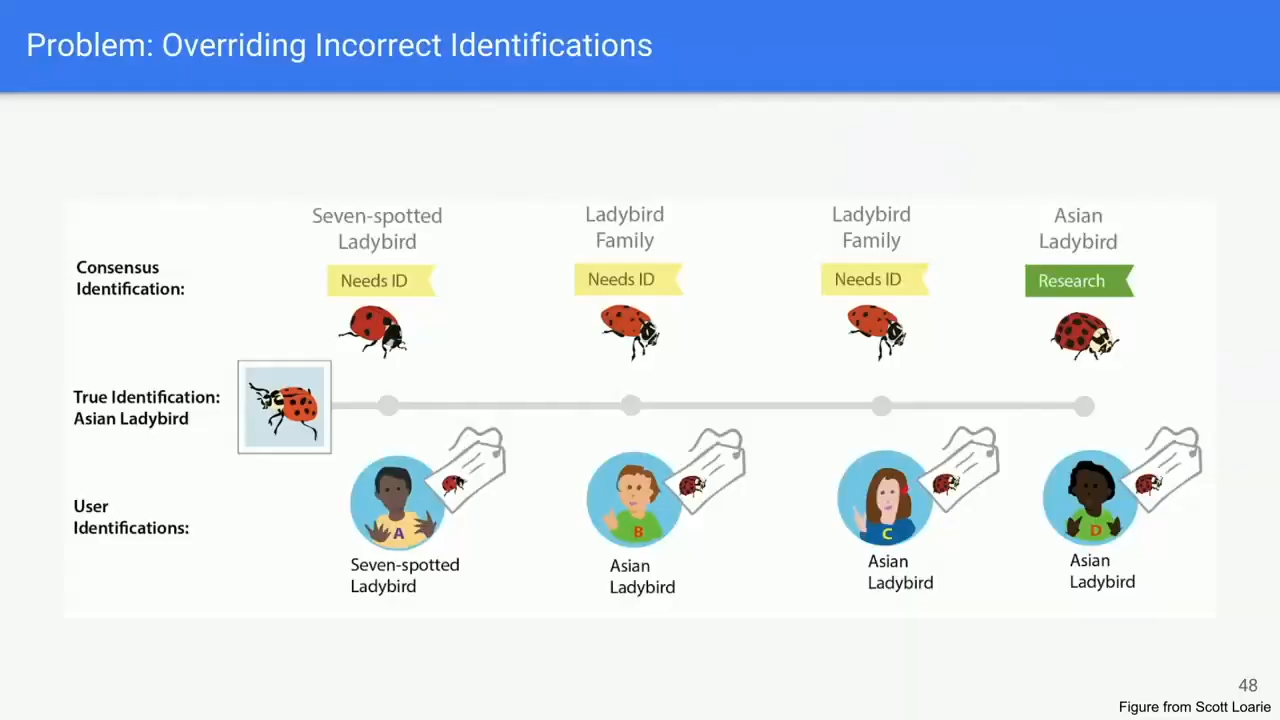 Problem: Overriding Incorrect Identifications
Seven-spotted
Ladybird
Ladybird
Family
Ladybird
Family
Asian
Ladybird
Consensus
Identification:
Needs ID
Needs ID
Needs ID
Research
True Identification:
Asian Ladybird
User
Identifications:
A
B
C
D
Seven-spotted
Ladybird
Asian
Ladybird
Asian
Ladybird
Asian
Ladybird
48
Figure from Scott Loarie